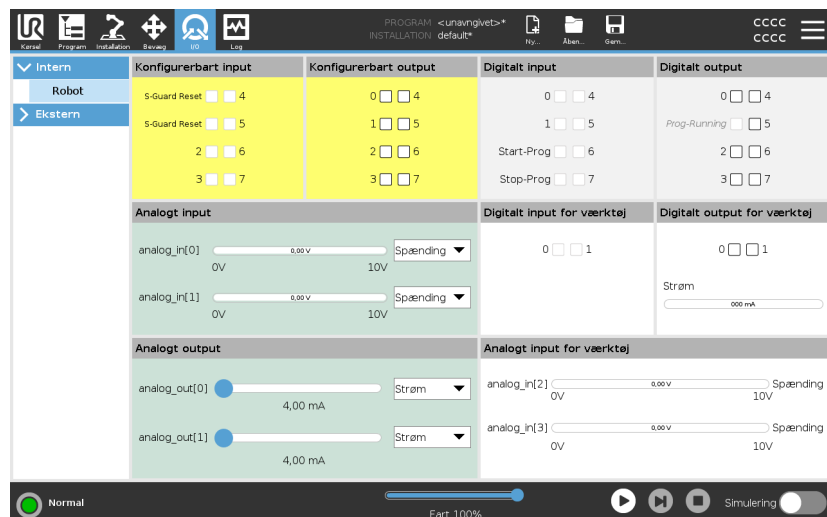 UR
PROGRAM <unavngivet>*
INSTALLATION default*
CCCC
CCCC
Kørsel Program Installation Bevæg I/O Log
Ny... Åben... Gem...
Intern
Robot
Ekstern
Konfigurerbart input
S-Guard Reset 4
S-Guard Reset 5
2 6
3 7
Konfigurerbart output
0 4
1 5
2 6
3 7
Digitalt input
0 4
1 5
Start-Prog 6
Stop-Prog 7
Digitalt output
0 4
Prog-Running 5
2 6
3 7
Analogt input
analog_in[0] 0,00 V Spænding
0V 10V
analog_in[1] 0,00 V Spænding
0V 10V
Digitalt input for værktøj
0 1
Digitalt output for værktøj
0 1
Strøm
000 mA
Analogt output
analog_out[0] Strøm
4,00 mA
analog_out[1] Strøm
4,00 mA
Analogt input for værktøj
analog_in[2] 0,00 V Spænding
0V 10V
analog_in[3] 0,00 V Spænding
0V 10V
Normal
Fart 100%
Simulering